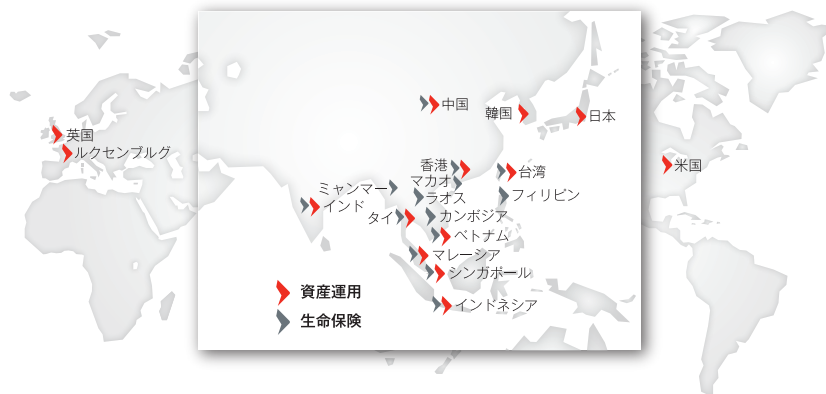 中国
韓国
日本
英国
ルクセンブルグ
香港
台湾
米国
マカオ
ミャンマー
ラオス
フィリピン
インド
タイ
カンボジア
ベトナム
マレーシア
シンガポール
資産運用
インドネシア
生命保険